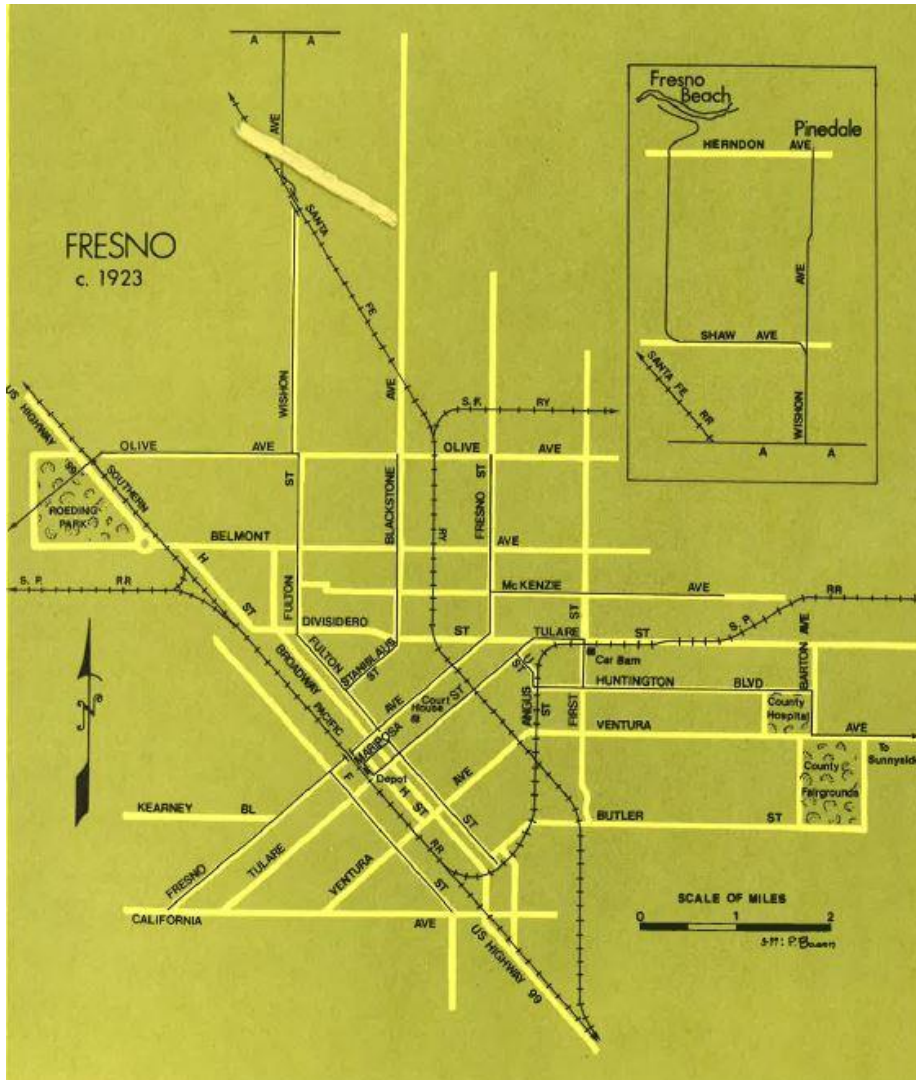 A A
AVE
FRESNO
c. 1923
SANTA
FE
WISHON
AVE
Fresno
Beach
Pinedale
HERNDON AVE
AVE
SHAW AVE
SANTA FE
RR
WISHON
A A
S. P. RY
US HIGHWAY
99
OLIVE AVE
OLIVE AVE
SOUTHERN
ROEDING
PARK
ST
BLACKSTONE
RY
FRESNO
ST
BELMONT
AVE
H
ST
S. P. RR
FULTON
McKENZIE AVE
DIVISIDERO
ST
TULARE ST
ST
S. P.
RR
FULTON
STANISLAUS
ST
BROADWAY
PACIFIC
U
ST
Car Barn
BARTON AVE
HUNTINGTON BLVD
AVE
Court
House
ST
ANGUS
ST
FIRST
County
Hospital
MARIPOSA
VENTURA
AVE
To
Sunnyside
F
Depot
H
ST
AVE
County
Fairgrounds
KEARNEY BL
ST
BUTLER ST
RR
FRESNO
TULARE
VENTURA
ST
CALIFORNIA
AVE
US HIGHWAY 99
SCALE OF MILES
0 1 2
N